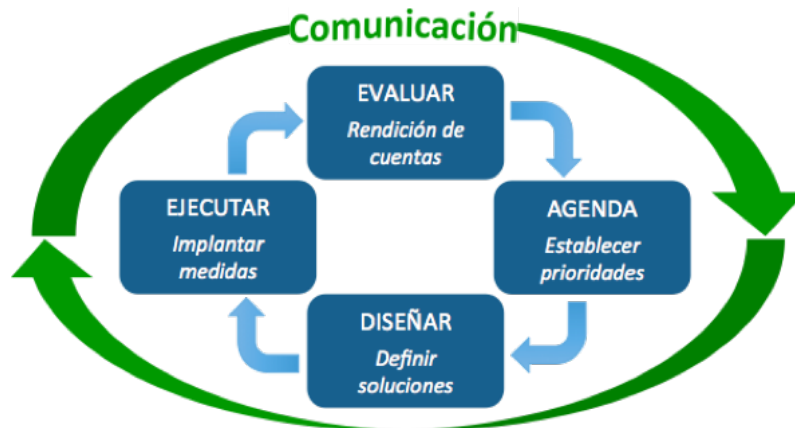 Comunicación
EVALUAR
Rendición de
cuentas
EJECUTAR
Implantar
medidas
AGENDA
Establecer
prioridades
DISEÑAR
Definir
soluciones